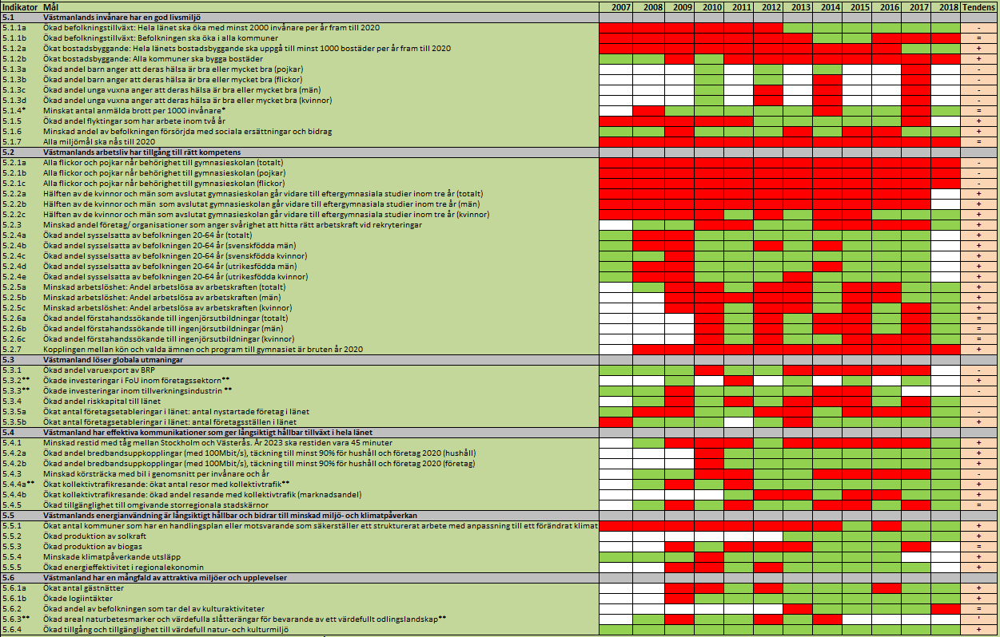 Indikator Mål 2007 2008 2009 2010 2011 2012 2013 2014 2015 2016 2017 2018 Tendens
5.1 Västmanlands invånare har en god livsmiljö
5.1.1a Ökad befolkningstillväxt: Hela länet ska öka med minst 2000 invånare per år fram till 2020 -
5.1.1b Ökad befolkningstillväxt: Befolkningen ska öka i alla kommuner =
5.1.2a Ökat bostadsbyggande: Hela länets bostadsbyggande ska uppgå till minst 1000 bostäder per år fram till 2020 +
5.1.2b Ökat bostadsbyggande: Alla kommuner ska bygga bostäder +
5.1.3a Ökad andel barn anger att deras hälsa är bra eller mycket bra (pojkar) -
5.1.3b Ökad andel barn anger att deras hälsa är bra eller mycket bra (flickor) -
5.1.3c Ökad andel unga vuxna anger att deras hälsa är bra eller mycket bra (män) -
5.1.3d Ökad andel unga vuxna anger att deras hälsa är bra eller mycket bra (kvinnor) -
5.1.4* Minskat antal anmälda brott per 1000 invånare* =
5.1.5 Ökad andel flyktingar som har arbete inom två år +
5.1.6 Minskad andel av befolkningen försörjda med sociala ersättningar och bidrag +
5.1.7 Alla miljömål ska nås till 2020 =
5.2 Västmanlands arbetsliv har tillgång till rätt kompetens
5.2.1a Alla flickor och pojkar når behörighet till gymnasieskolan (totalt) -
5.2.1b Alla flickor och pojkar når behörighet till gymnasieskolan (pojkar) -
5.2.1c Alla flickor och pojkar når behörighet till gymnasieskolan (flickor) -
5.2.2a Hälften av de kvinnor och män som avslutat gymnasieskolan går vidare till eftergymnasiala studier inom tre år (totalt) +
5.2.2b Hälften av de kvinnor och män som avslutat gymnasieskolan går vidare till eftergymnasiala studier inom tre år (män) +
5.2.2c Hälften av de kvinnor och män som avslutat gymnasieskolan går vidare till eftergymnasiala studier inom tre år (kvinnor) +
5.2.3 Minskad andel företag/ organisationer som anger svårighet att hitta rätt arbetskraft vid rekryteringar -
5.2.4a Ökad andel sysselsatta av befolkningen 20-64 år (totalt) +
5.2.4b Ökad andel sysselsatta av befolkningen 20-64 år (svenskfödda män) +
5.2.4c Ökad andel sysselsatta av befolkningen 20-64 år (svenskfödda kvinnor) +
5.2.4d Ökad andel sysselsatta av befolkningen 20-64 år (utrikesfödda män) +
5.2.4e Ökad andel sysselsatta av befolkningen 20-64 år (utrikesfödda kvinnor) +
5.2.5a Minskad arbetslöshet: Andel arbetslösa av arbetskraften (totalt) +
5.2.5b Minskad arbetslöshet: Andel arbetslösa av arbetskraften (män) +
5.2.5c Minskad arbetslöshet: Andel arbetslösa av arbetskraften (kvinnor) +
5.2.6a Ökad andel förstahandssökande till ingenjörsutbildningar (totalt) =
5.2.6b Ökad andel förstahandssökande till ingenjörsutbildningar (män) =
5.2.6c Ökad andel förstahandssökande till ingenjörsutbildningar (kvinnor) =
5.2.7 Kopplingen mellan kön och valda ämnen och program till gymnasiet är bruten år 2020 +
5.3 Västmanland löser globala utmaningar
5.3.1 Ökad andel varuexport av BRP -
5.3.2** Ökade investeringar i FoU inom företagssektorn** +
5.3.3** Ökade investeringar inom tillverkningsindustrin ** -
5.3.4 Ökad andel riskkapital till länet
5.3.5a Ökat antal företagsetableringar i länet: antal nystartade företag i länet -
5.3.5b Ökat antal företagsetableringar i länet: antal företagsställen i länet +
5.4 Västmanland har effektiva kommunikationer som ger långsiktigt hållbar tillväxt i hela länet
5.4.1 Minskad restid med tåg mellan Stockholm och Västerås. År 2023 ska restiden vara 45 minuter +
5.4.2a Ökad andel bredbandsuppkopplingar (med 100Mbit/s), täckning till minst 90% för hushåll och företag 2020 (hushåll) +
5.4.2b Ökad andel bredbandsuppkopplingar (med 100Mbit/s), täckning till minst 90% för hushåll och företag 2020 (företag) +
5.4.3 Minskad körsträcka med bil i genomsnitt per invånare och år -
5.4.4a** Ökat kollektivtrafikresande: ökat antal resor med kollektivtrafik** +
5.4.4b Ökat kollektivtrafikresande: ökad andel resande med kollektivtrafik (marknadsandel) +
5.4.5 Ökad tillgänglighet till omgivande storregionala stadskärnor =
5.5 Västmanlands energianvändning är långsiktigt hållbar och bidrar till minskad miljö- och klimatpåverkan
5.5.1 Ökat antal kommuner som har en handlingsplan eller motsvarande som säkerställer ett strukturerat arbete med anpassning till ett förändrat klimat +
5.5.2 Ökad produktion av solkraft +
5.5.3 Ökad produktion av biogas =
5.5.4 Minskade klimatpåverkande utsläpp +
5.5.5 Ökad energieffektivitet i regionalekonomin +
5.6 Västmanland har en mångfald av attraktiva miljöer och upplevelser
5.6.1a Ökat antal gästnätter +
5.6.1b Ökade logiintäkter +
5.6.2 Ökad andel av befolkningen som tar del av kulturaktiviteter =
5.6.3** Ökad areal naturbetesmarker och värdefulla slåtterängar för bevarande av ett värdefullt odlingslandskap** '
5.6.4 Ökad tillgång och tillgänglighet till värdefull natur- och kulturmiljö +